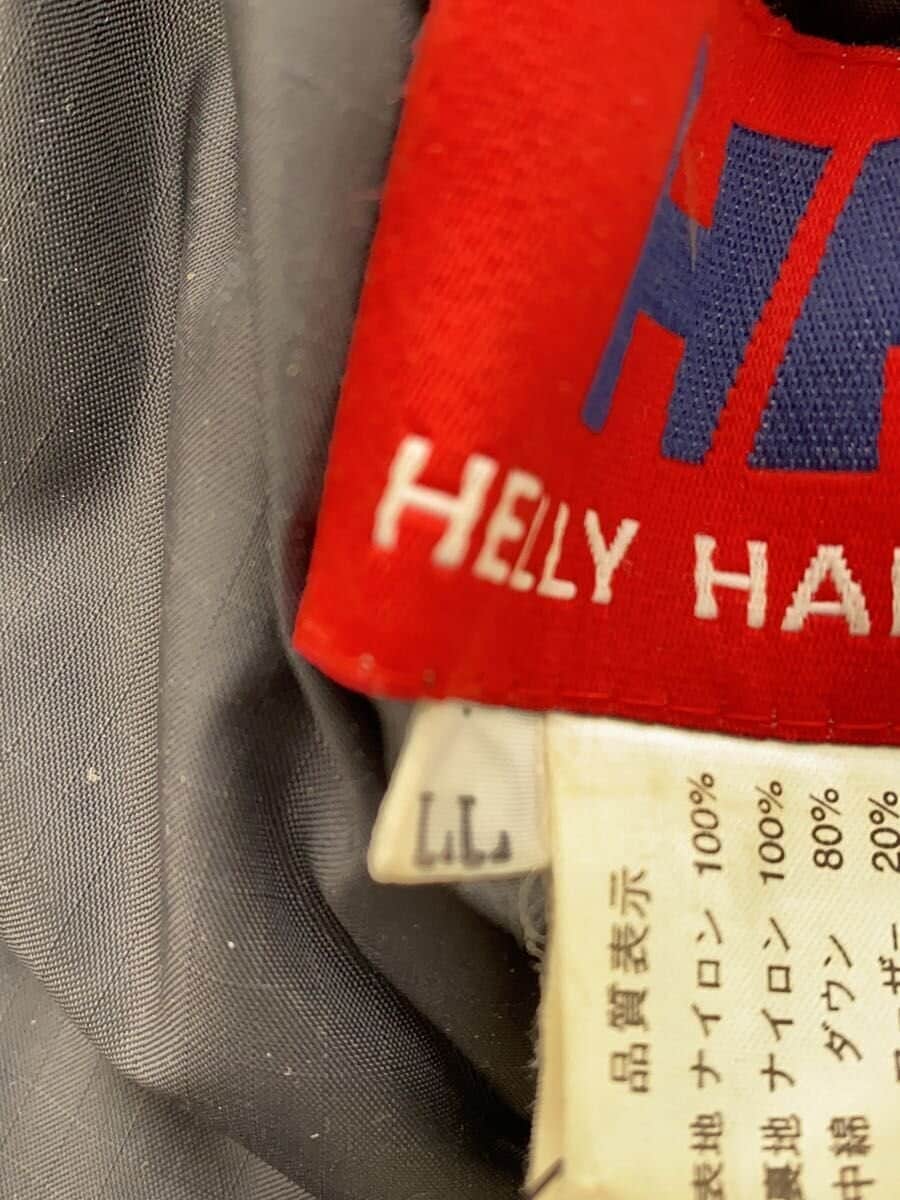 HH
HELLY HA
LL
品質表示
表地 ナイロン 100%
裏地 ナイロン 100%
中綿 ダウン 80%
20%